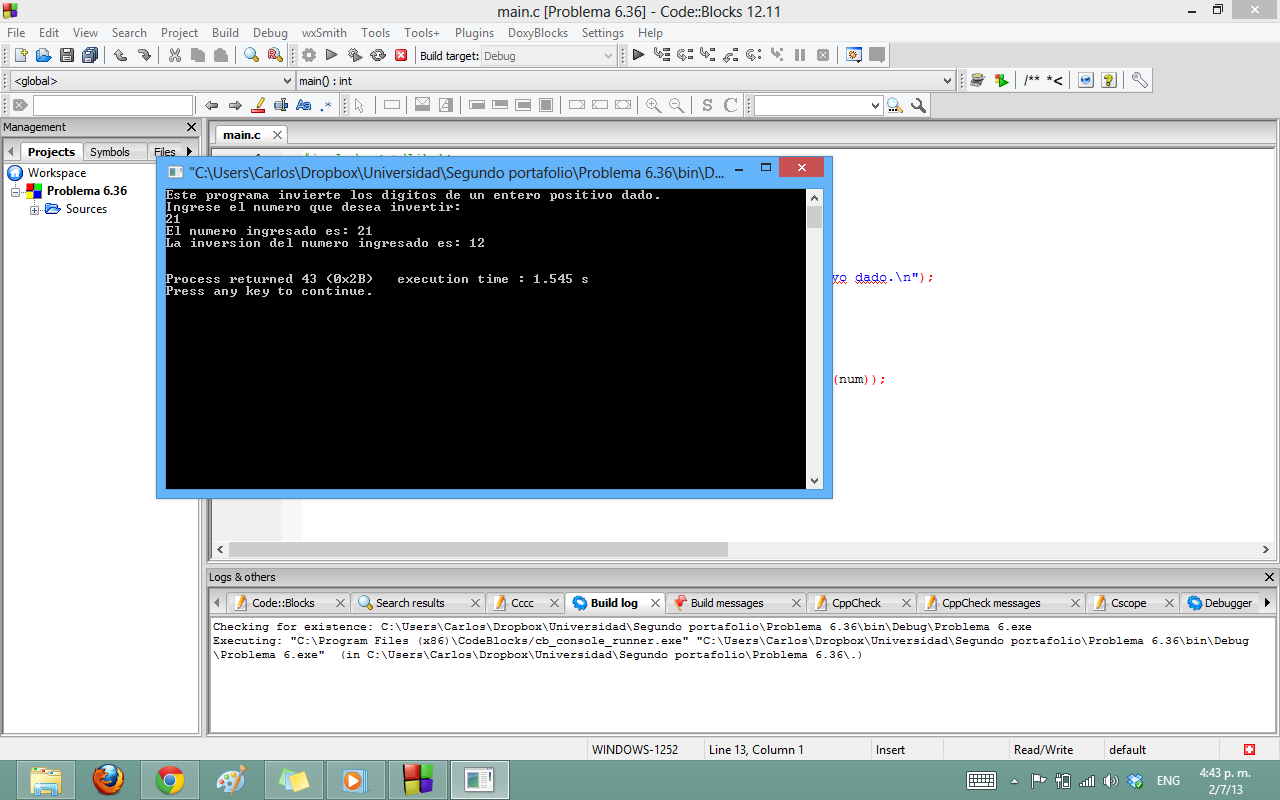 main.c [Problema 6.36] - Code::Blocks 12.11
File Edit View Search Project Build Debug wxSmith Tools Tools+ Plugins DoxyBlocks Settings Help
Build target: Debug
<global> main() : int
/** *<
Aa .*
S C
Management
Projects Symbols Files
Workspace
Problema 6.36
Sources
main.c
"C:\Users\Carlos\Dropbox\Universidad\Segundo portafolio\Problema 6.36\bin\D...
Este programa invierte los digitos de un entero positivo dado.
Ingrese el numero que desea invertir:
21
El numero ingresado es: 21
La inversion del numero ingresado es: 12
Process returned 43 (0x2B)   execution time : 1.545 s
Press any key to continue.
vo dado.\n");
(num));
Logs & others
Code::Blocks Search results Cccc Build log Build messages CppCheck CppCheck messages Cscope Debugger
Checking for existence: C:\Users\Carlos\Dropbox\Universidad\Segundo portafolio\Problema 6.36\bin\Debug\Problema 6.exe
Executing: "C:\Program Files (x86)\CodeBlocks/cb_console_runner.exe" "C:\Users\Carlos\Dropbox\Universidad\Segundo portafolio\Problema 6.36\bin\Debug
\Problema 6.exe"  (in C:\Users\Carlos\Dropbox\Universidad\Segundo portafolio\Problema 6.36\.)
WINDOWS-1252 Line 13, Column 1 Insert Read/Write default
ENG
4:43 p. m.
2/7/13